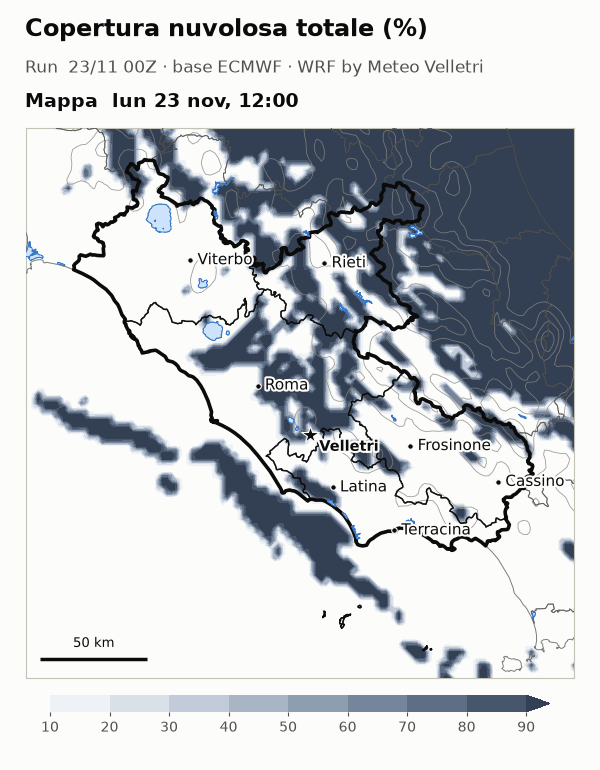 Copertura nuvolosa totale (%)
Run  23/11 00Z · base ECMWF · WRF by Meteo Velletri
Mappa  lun 23 nov, 12:00
Viterbo
Rieti
Roma
Velletri
Frosinone
Cassino
Latina
Terracina
50 km
10 20 30 40 50 60 70 80 90